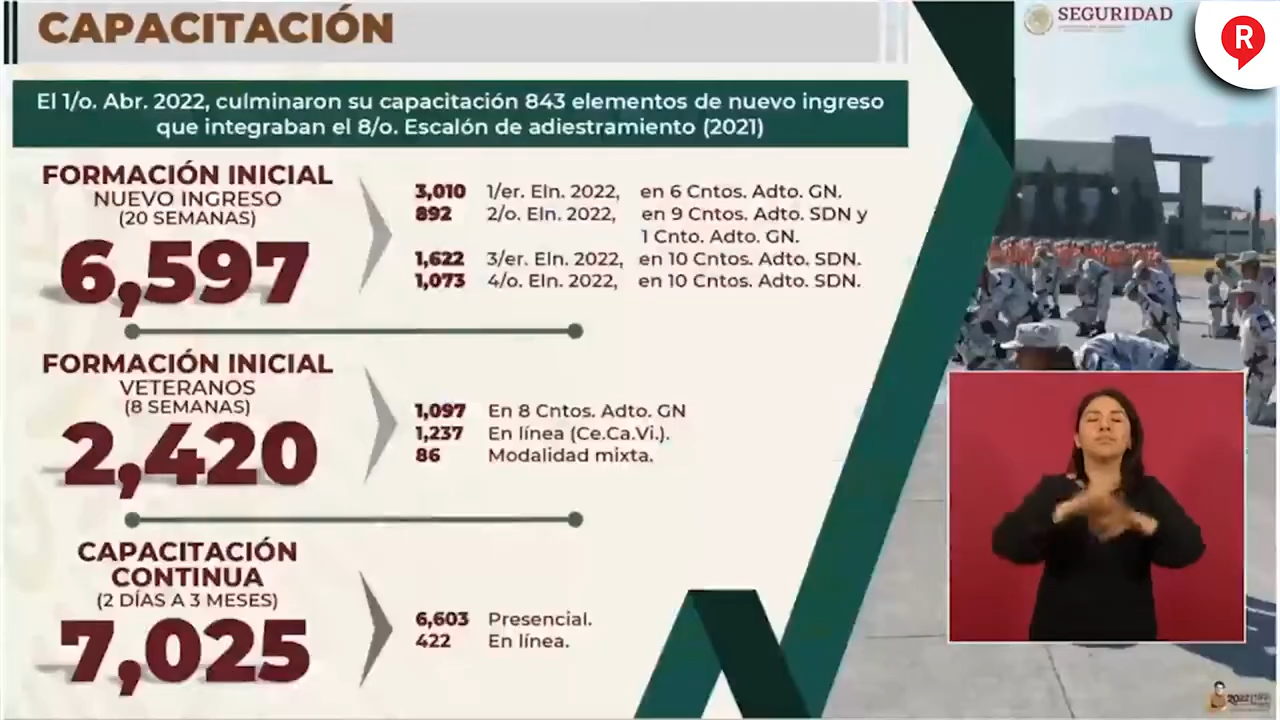 CAPACITACIÓN
SEGURIDAD
R
El 1/o. Abr. 2022, culminaron su capacitación 843 elementos de nuevo ingreso
que integraban el 8/o. Escalón de adiestramiento (2021)
FORMACIÓN INICIAL
NUEVO INGRESO
(20 SEMANAS)
6,597
3,010 1/er. Eln. 2022, en 6 Cntos. Adto. GN.
892 2/o. Eln. 2022, en 9 Cntos. Adto. SDN y
1 Cnto. Adto. GN.
1,622 3/er. Eln. 2022, en 10 Cntos. Adto. SDN.
1,073 4/o. Eln. 2022, en 10 Cntos. Adto. SDN.
FORMACIÓN INICIAL
VETERANOS
(8 SEMANAS)
2,420
1,097 En 8 Cntos. Adto. GN
1,237 En línea (Ce.Ca.Vi.).
86 Modalidad mixta.
CAPACITACIÓN
CONTINUA
(2 DÍAS A 3 MESES)
7,025
6,603 Presencial.
422 En línea.
2022